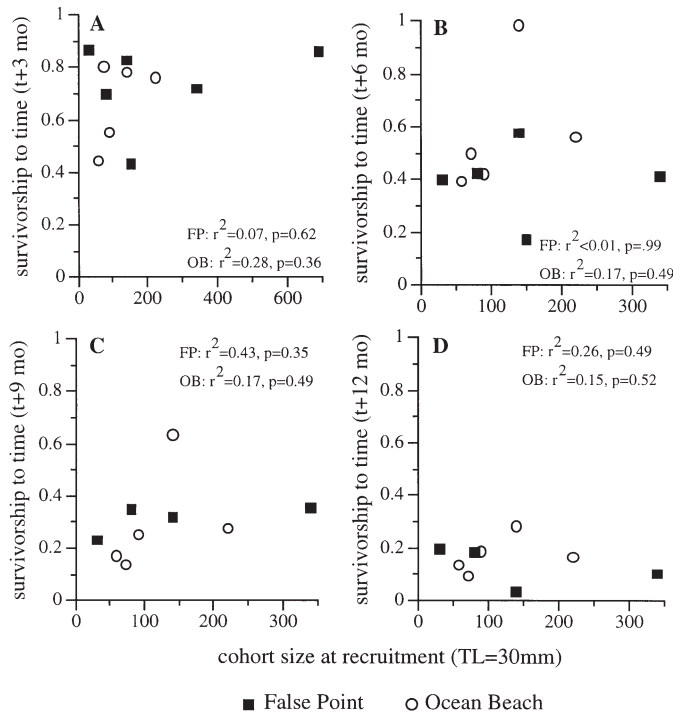 A
survivorship to time (t+3 mo)
1
0.8
0.6
0.4
0.2
0
FP: r²=0.07, p=0.62
OB: r²=0.28, p=0.36
0 200 400 600
B
survivorship to time (t+6 mo)
1
0.8
0.6
0.4
0.2
0
FP: r²<0.01, p=.99
OB: r²=0.17, p=0.49
0 100 200 300
C
survivorship to time (t+9 mo)
1
0.8
0.6
0.4
0.2
0
FP: r²=0.43, p=0.35
OB: r²=0.17, p=0.49
0 100 200 300
D
survivorship to time (t+12 mo)
1
0.8
0.6
0.4
0.2
0
FP: r²=0.26, p=0.49
OB: r²=0.15, p=0.52
0 100 200 300
cohort size at recruitment (TL=30mm)
False Point Ocean Beach